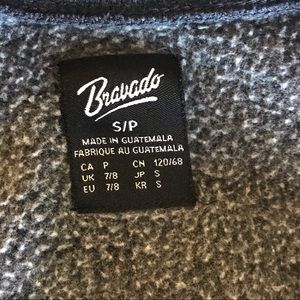 Bravado
S/P
MADE IN GUATEMALA
FABRIQUE AU GUATEMALA
CA P CN 120/68
UK 7/8 JP S
EU 7/8 KR S